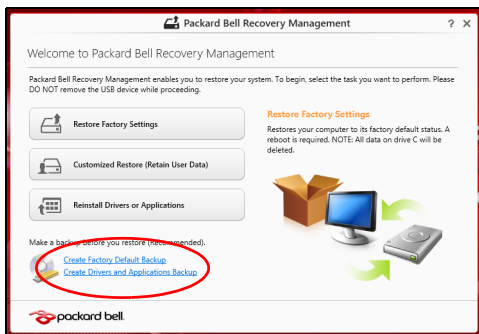 Packard Bell Recovery Management
? X
Welcome to Packard Bell Recovery Management
Packard Bell Recovery Management enables you to restore your system. To begin, select the task you want to perform. Please
DO NOT remove the USB device while proceeding.
Restore Factory Settings
Customized Restore (Retain User Data)
Reinstall Drivers or Applications
Restore Factory Settings
Restores your computer to its factory default status. A
reboot is required. NOTE: All data on drive C will be
deleted.
Make a backup before you restore (Recommended).
Create Factory Default Backup
Create Drivers and Applications Backup
packard bell